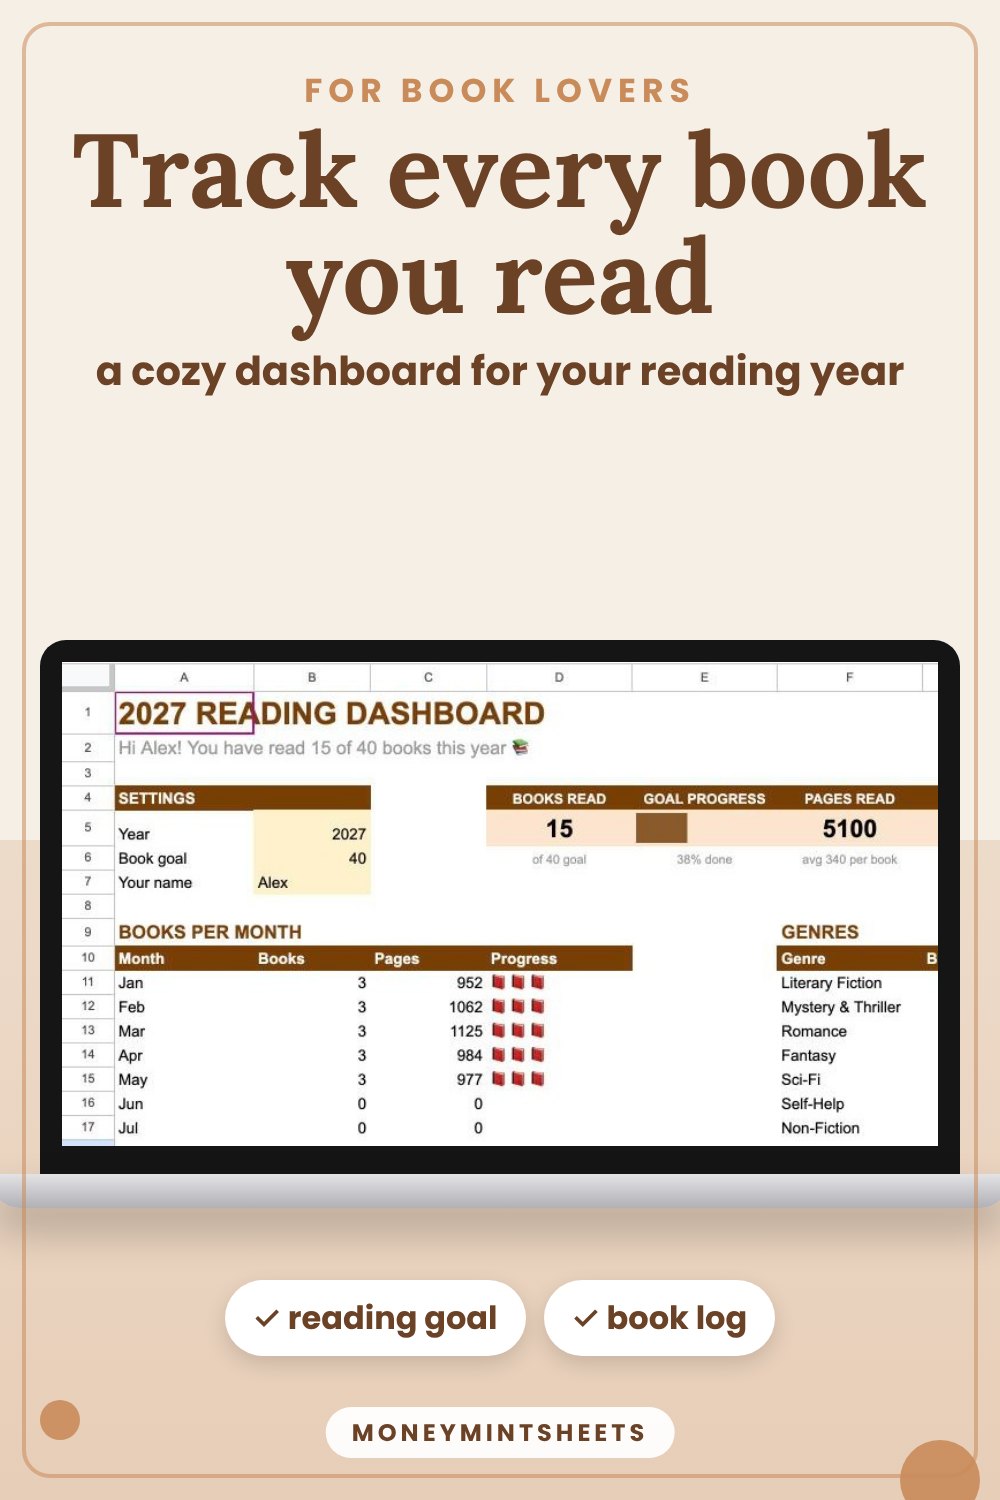 FOR BOOK LOVERS
Track every book
you read
a cozy dashboard for your reading year
A B C D E F
1 2027 READING DASHBOARD
2 Hi Alex! You have read 15 of 40 books this year 📚
3
4 SETTINGS BOOKS READ GOAL PROGRESS PAGES READ
5 Year 2027 15 5100
6 Book goal 40 of 40 goal 38% done avg 340 per book
7 Your name Alex
8
9 BOOKS PER MONTH GENRES
10 Month Books Pages Progress Genre B
11 Jan 3 952 📕📕📕 Literary Fiction
12 Feb 3 1062 📕📕📕 Mystery & Thriller
13 Mar 3 1125 📕📕📕 Romance
14 Apr 3 984 📕📕📕 Fantasy
15 May 3 977 📕📕📕 Sci-Fi
16 Jun 0 0 Self-Help
17 Jul 0 0 Non-Fiction
✓ reading goal ✓ book log
MONEYMINTSHEETS